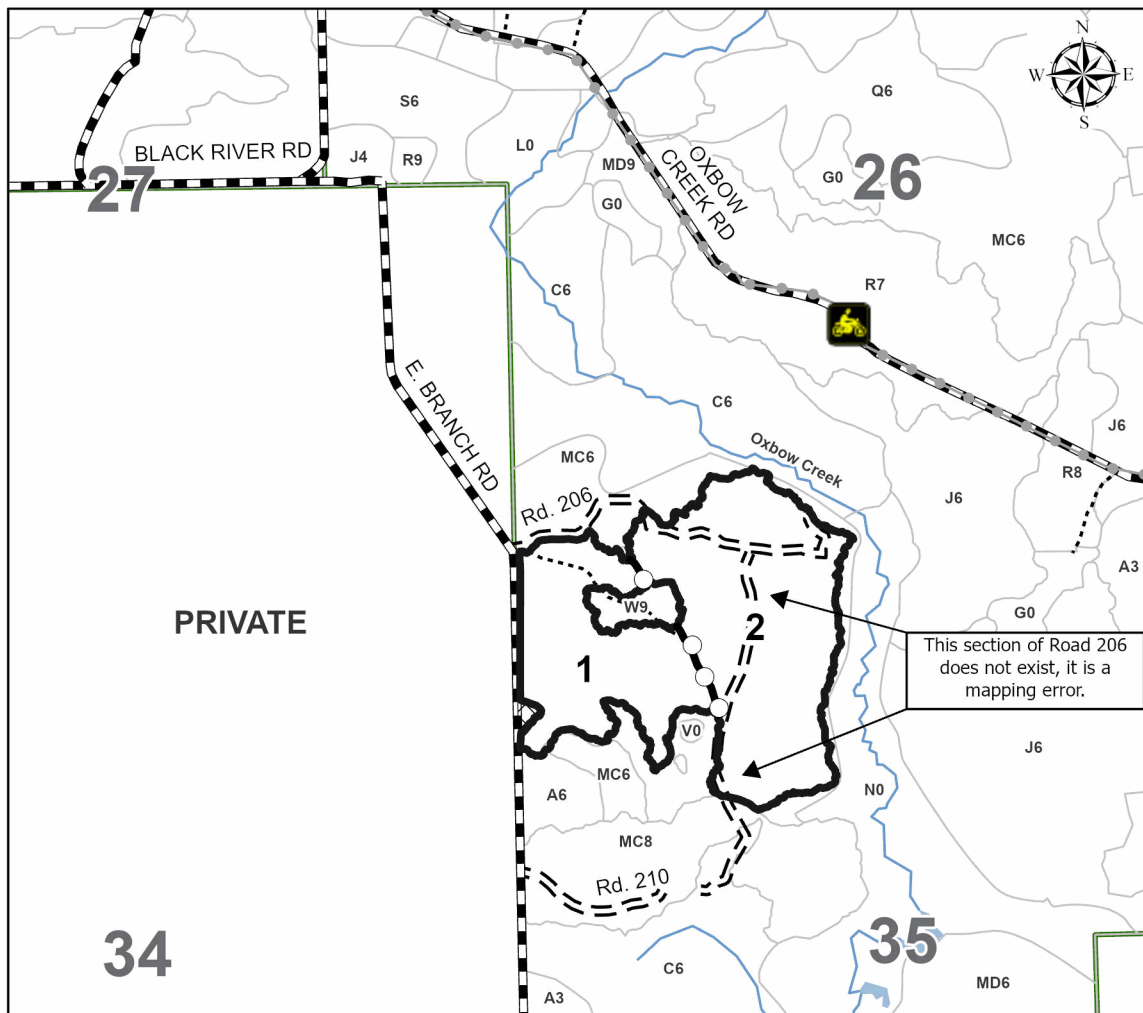 N
W E
S
Q6
S6
L0
BLACK RIVER RD
J4
R9
MD9
OXBOW
CREEK RD
G0
26
27
G0
MC6
C6
R7
E. BRANCH RD
C6
J6
Oxbow Creek
MC6
R8
J6
Rd. 206
A3
W9
G0
PRIVATE
2
This section of Road 206
does not exist, it is a
mapping error.
1
V0
J6
MC6
A6
N0
MC8
Rd. 210
34
35
C6
MD6
A3